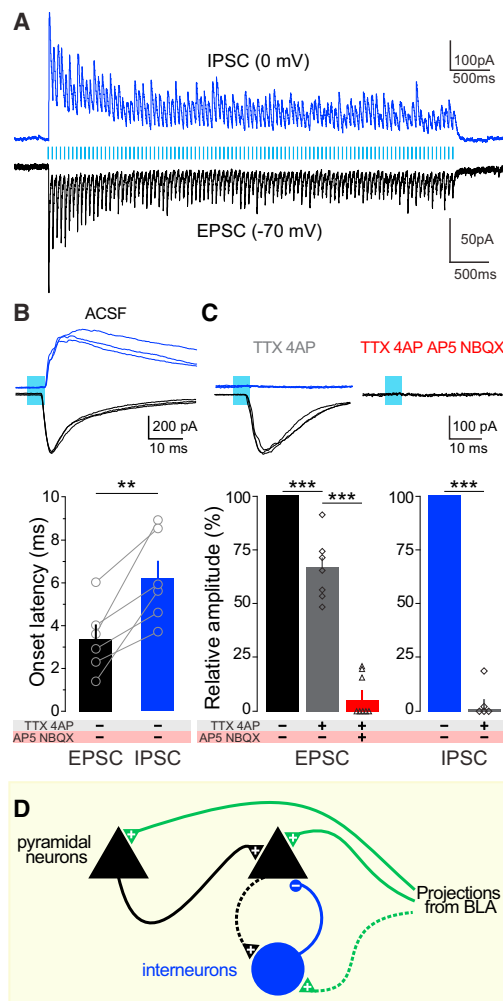 A
IPSC (0 mV)
100pA
500ms
EPSC (-70 mV)
50pA
500ms
B
ACSF
200 pA
10 ms
C
TTX 4AP
TTX 4AP AP5 NBQX
100 pA
10 ms
**
Onset latency (ms)
10
8
6
4
2
0
TTX 4AP - -
AP5 NBQX - -
EPSC IPSC
*** ***
Relative amplitude (%)
100
75
50
25
0
TTX 4AP - + +
AP5 NBQX - - +
EPSC
***
100
75
50
25
0
- +
- -
IPSC
D
pyramidal
neurons
+
+
+
+
-
+
+
Projections
from BLA
interneurons